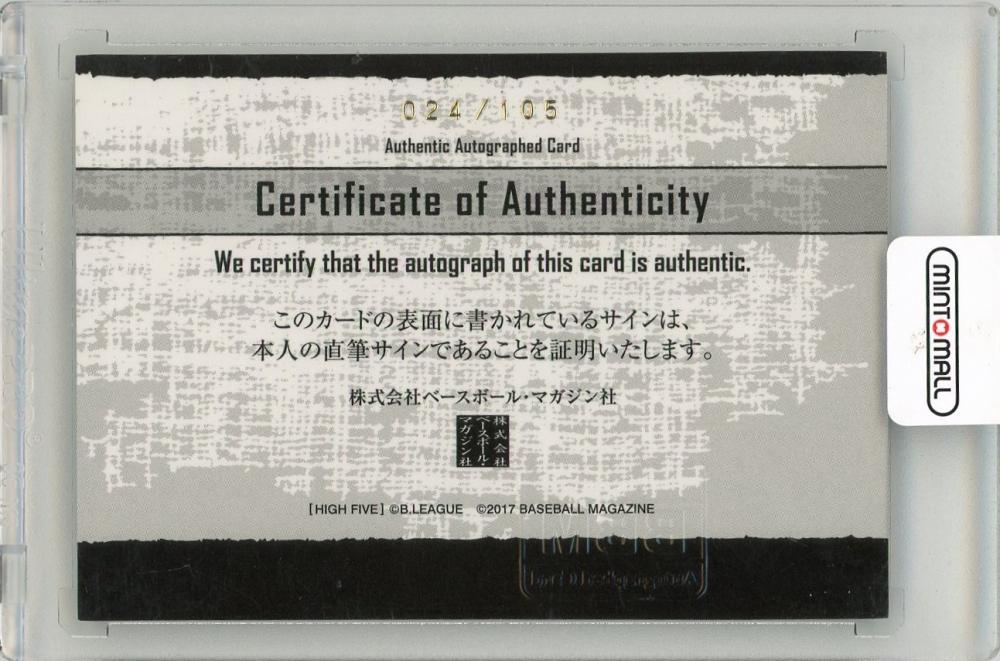 024/105
Authentic Autographed Card
Certificate of Authenticity
We certify that the autograph of this card is authentic.
このカードの表面に書かれているサインは、
本人の直筆サインであることを証明いたします。
株式会社ベースボール・マガジン社
株式会社
ベースボール・
マガジン社
[HIGH FIVE] ©B.LEAGUE ©2017 BASEBALL MAGAZINE
MINTOMALL